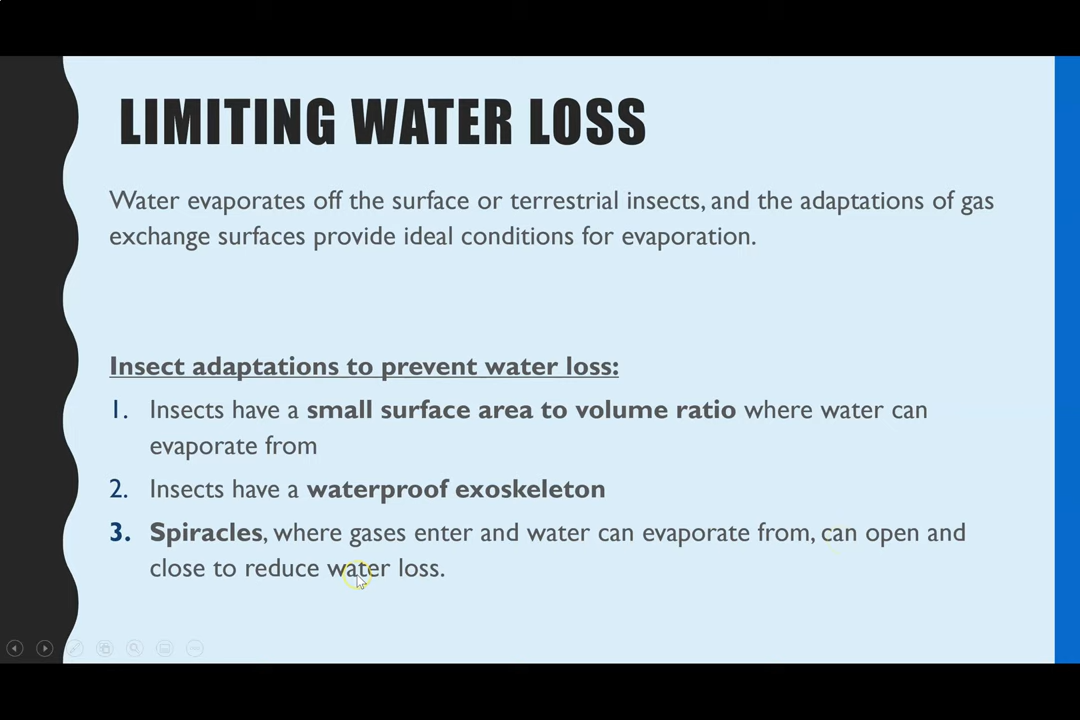 LIMITING WATER LOSS
Water evaporates off the surface or terrestrial insects, and the adaptations of gas
exchange surfaces provide ideal conditions for evaporation.
Insect adaptations to prevent water loss:
1. Insects have a small surface area to volume ratio where water can
evaporate from
2. Insects have a waterproof exoskeleton
3. Spiracles, where gases enter and water can evaporate from, can open and
close to reduce water loss.